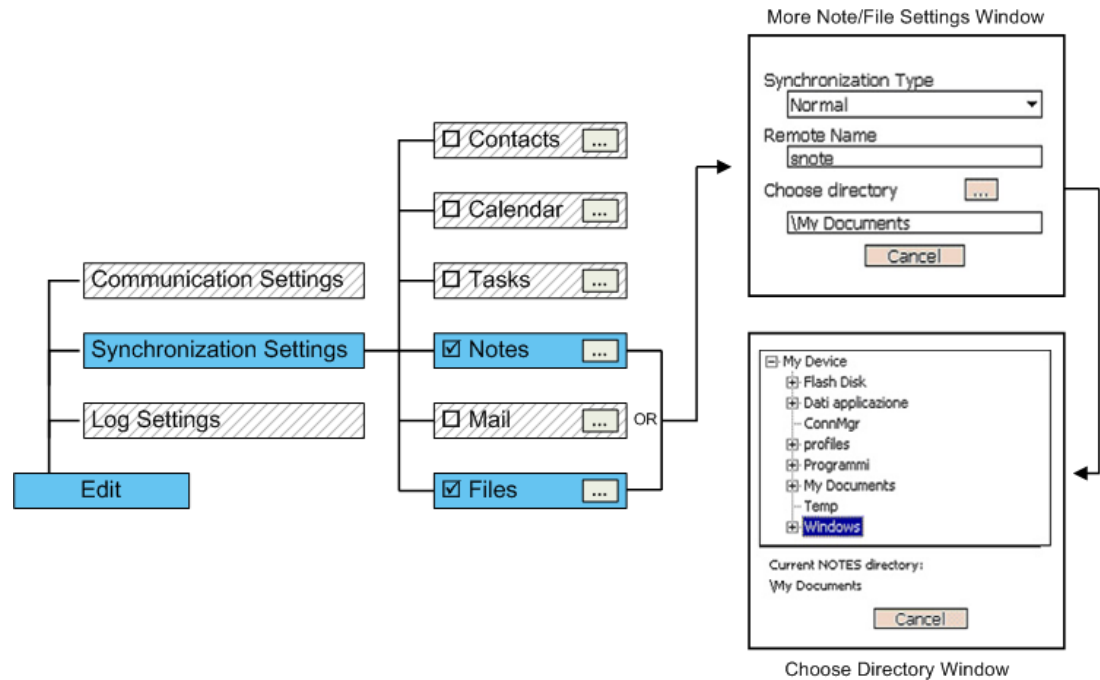 More Note/File Settings Window
Synchronization Type
Normal
Remote Name
snote
Choose directory
...
\My Documents
Cancel
Contacts ...
Calendar ...
Tasks ...
Notes ...
Mail ...
Files ...
OR
Communication Settings
Synchronization Settings
Log Settings
Edit
My Device
Flash Disk
Dati applicazione
ConnMgr
profiles
Programmi
My Documents
Temp
Windows
Current NOTES directory:
\My Documents
Cancel
Choose Directory Window